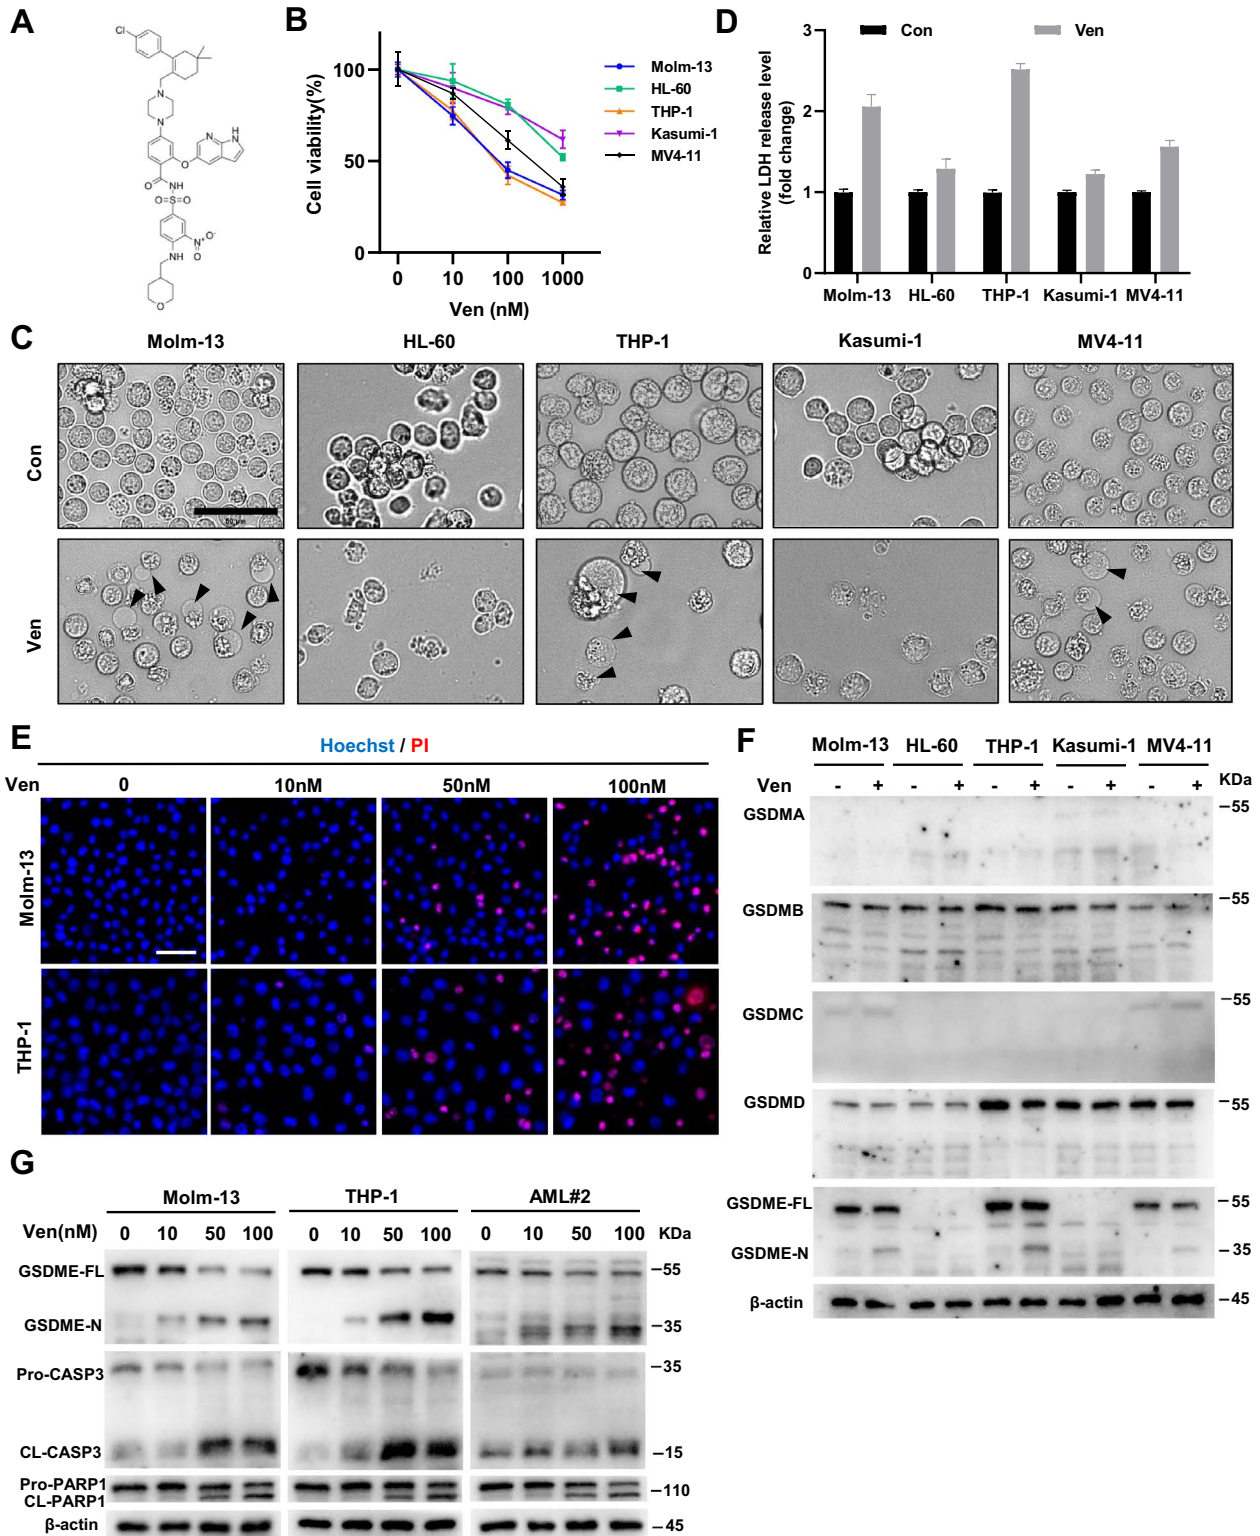 A
Cl
N
N
N
H
N
O
O
NH
O=S=O
N⁺
O⁻
O
NH
O
B
Cell viability(%)
100
50
0
0 10 100 1000
Ven (nM)
Molm-13
HL-60
THP-1
Kasumi-1
MV4-11
D
Con Ven
Relative LDH release level
(fold change)
3
2
1
0
Molm-13 HL-60 THP-1 Kasumi-1 MV4-11
C
Molm-13 HL-60 THP-1 Kasumi-1 MV4-11
Con
50 μm
Ven
E
Hoechst / PI
Ven 0 10nM 50nM 100nM
Molm-13
THP-1
F
Molm-13 HL-60 THP-1 Kasumi-1 MV4-11
Ven - + - + - + - + - + KDa
GSDMA –55
GSDMB –55
GSDMC –55
GSDMD –55
GSDME-FL –55
GSDME-N –35
β-actin –45
G
Molm-13 THP-1 AML#2
Ven(nM) 0 10 50 100 0 10 50 100 0 10 50 100 KDa
GSDME-FL –55
GSDME-N –35
Pro-CASP3 –35
CL-CASP3 –15
Pro-PARP1 –110
CL-PARP1
β-actin –45